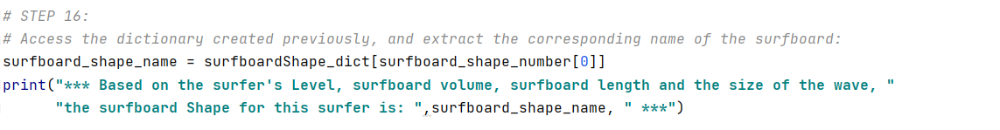 # STEP 16:
# Access the dictionary created previously, and extract the corresponding name of the surfboard:
surfboard_shape_name = surfboardShape_dict[surfboard_shape_number[0]]
print("*** Based on the surfer's Level, surfboard volume, surfboard length and the size of the wave, "
"the surfboard Shape for this surfer is: ",surfboard_shape_name, " ***")